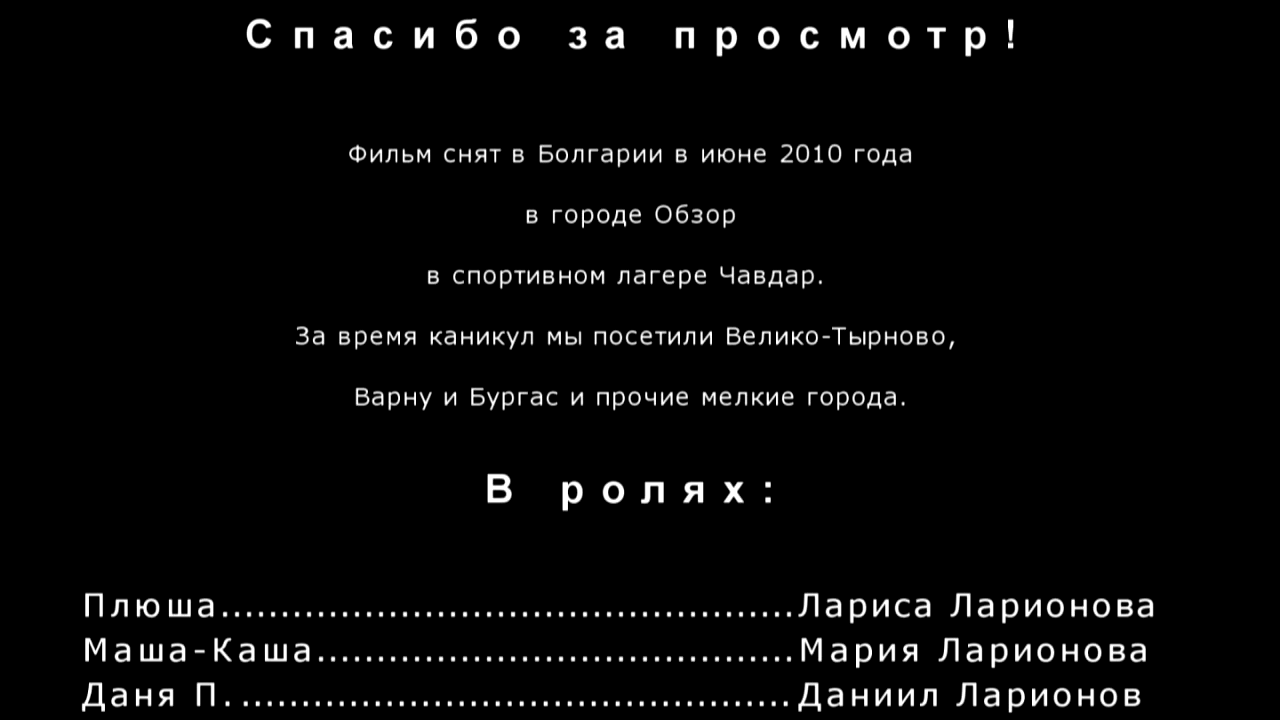 Спасибо за просмотр!
Фильм снят в Болгарии в июне 2010 года
в городе Обзор
в спортивном лагере Чавдар.
За время каникул мы посетили Велико-Тырново,
Варну и Бургас и прочие мелкие города.
В ролях:
Плюша................................................Лариса Ларионова
Маша-Каша........................................Мария Ларионова
Даня П. ..............................................Даниил Ларионов